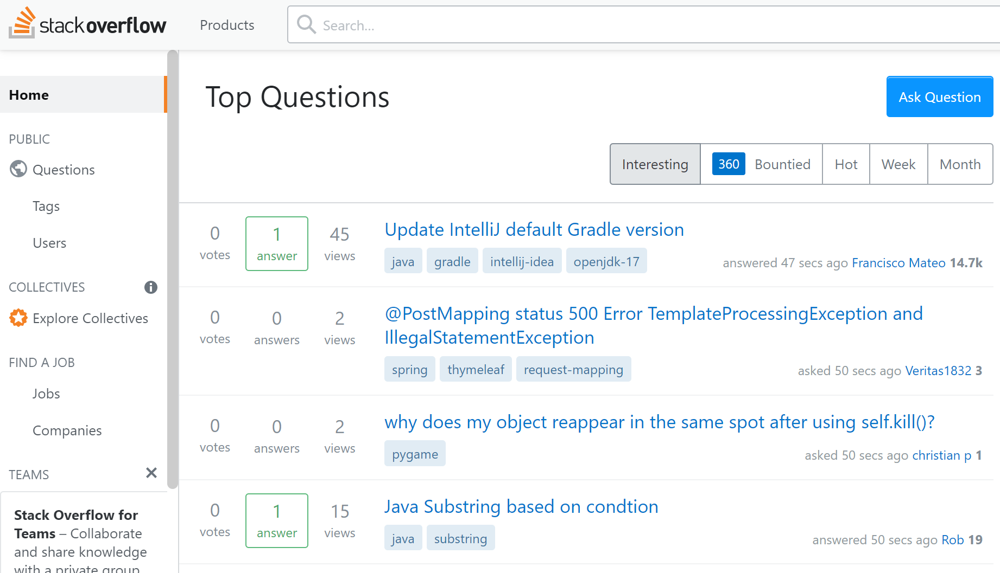 stack overflow
Products
Search...
Home
PUBLIC
Questions
Tags
Users
COLLECTIVES
Explore Collectives
FIND A JOB
Jobs
Companies
TEAMS
Stack Overflow for
Teams – Collaborate
and share knowledge
with a private group
Top Questions
Ask Question
Interesting
360 Bountied
Hot
Week
Month
0 votes
1 answer
45 views
Update IntelliJ default Gradle version
java gradle intellij-idea openjdk-17
answered 47 secs ago Francisco Mateo 14.7k
0 votes
0 answers
2 views
@PostMapping status 500 Error TemplateProcessingException and
IllegalStatementException
spring thymeleaf request-mapping
asked 50 secs ago Veritas1832 3
0 votes
0 answers
2 views
why does my object reappear in the same spot after using self.kill()?
pygame
asked 50 secs ago christian p 1
0 votes
1 answer
15 views
Java Substring based on condtion
java substring
answered 50 secs ago Rob 19